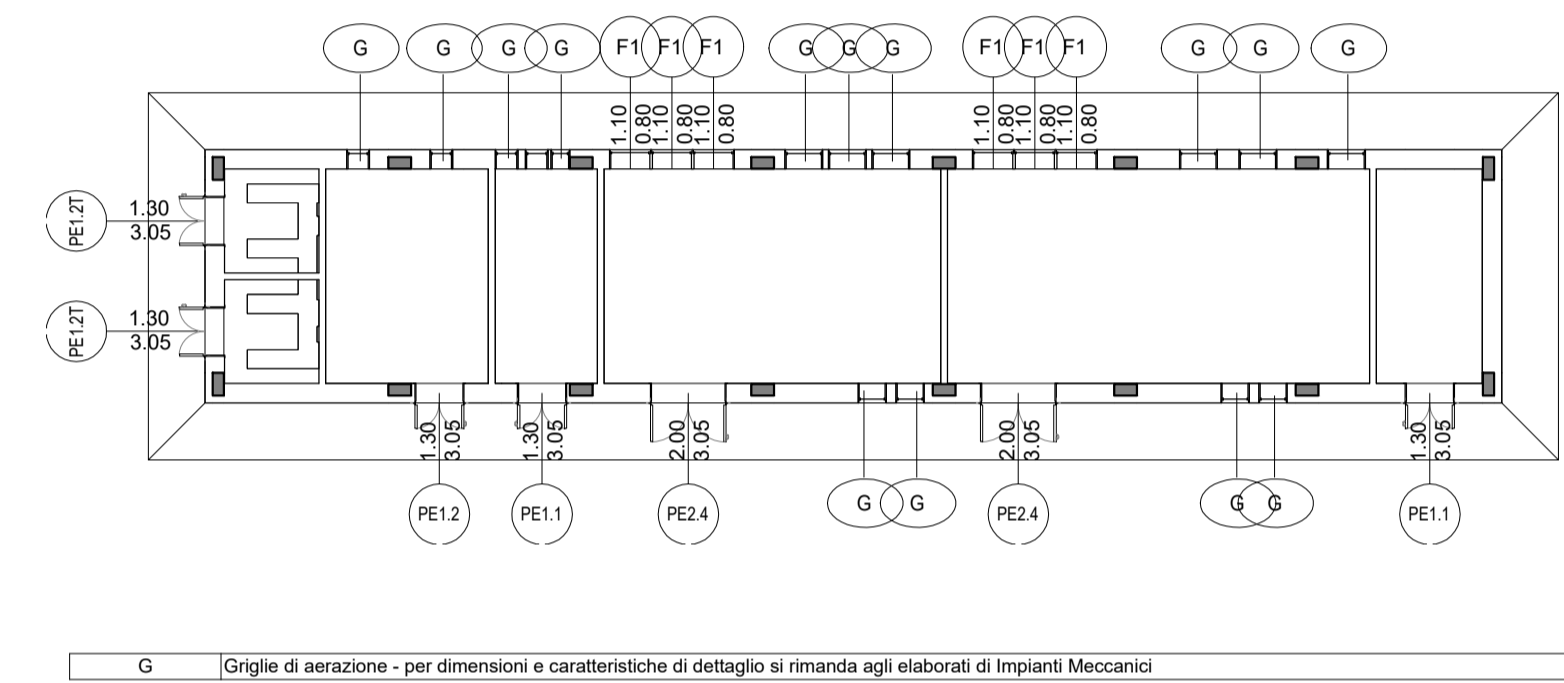 G G G G F1 F1 F1 G G G F1 F1 F1 G G G
1.10 0.80 1.10 0.80 1.10 0.80 1.10 0.80 1.10 0.80 1.10 0.80
PE1.2T 1.30
3.05
PE1.2T 1.30
3.05
1.30 3.05 1.30 3.05 2.00 3.05 2.00 3.05 1.30 3.05
PE1.2 PE1.1 PE2.4 G G PE2.4 G G PE1.1
G Griglie di aerazione - per dimensioni e caratteristiche di dettaglio si rimanda agli elaborati di Impianti Meccanici